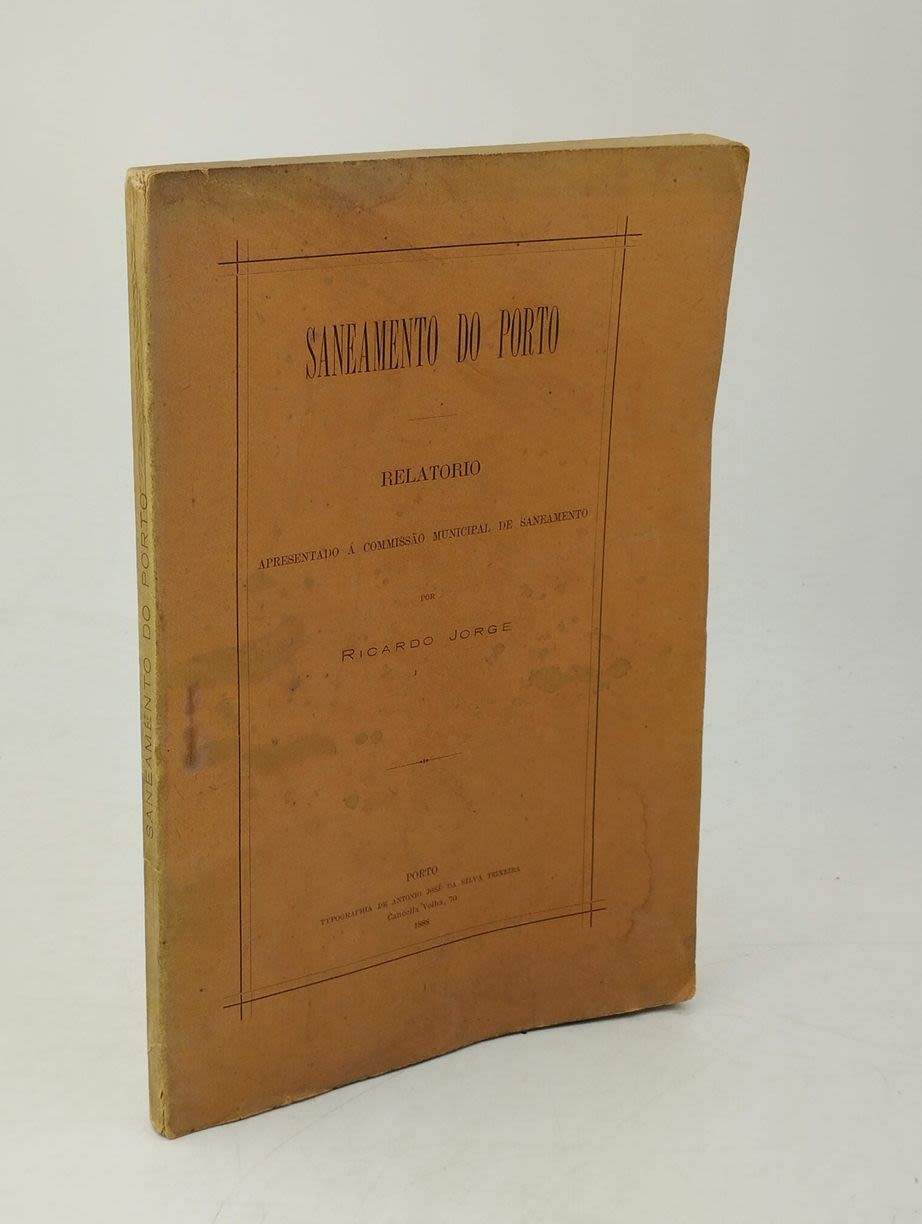 SANEAMENTO DO PORTO
RELATORIO
APRESENTADO Á COMMISSÃO MUNICIPAL DE SANEAMENTO
POR
RICARDO JORGE
PORTO
TYPOGRAPHIA DE ANTONIO JOSÉ DA SILVA TEIXEIRA
Cancella Velha, 70
1888
SANEAMENTO DO PORTO